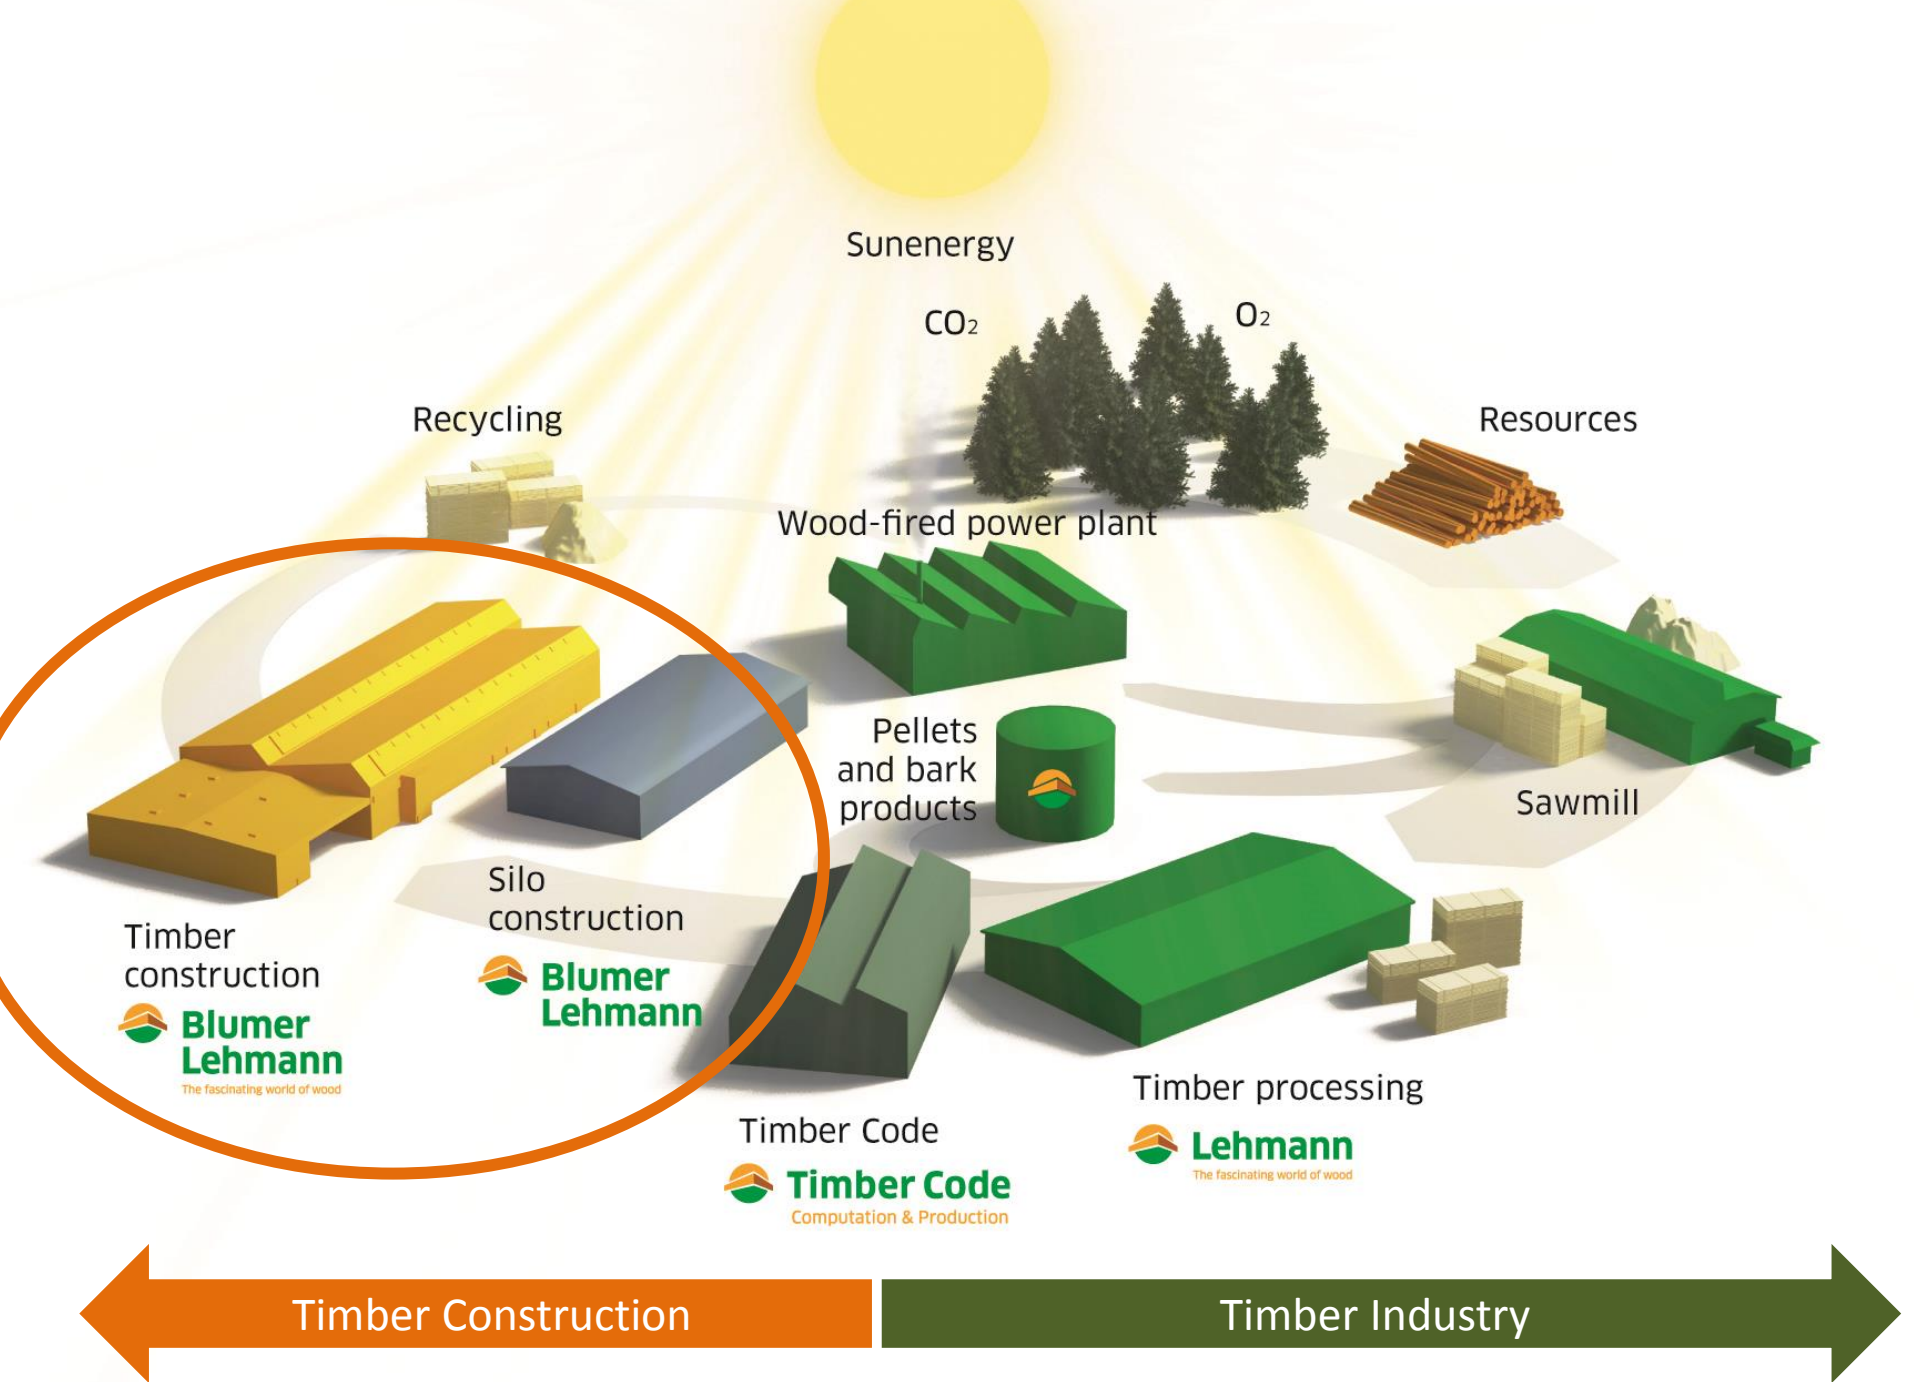 Sunenergy
CO2
O2
Recycling
Resources
Wood-fired power plant
Pellets
and bark
products
Sawmill
Silo
construction
Blumer
Lehmann
Timber
construction
Blumer
Lehmann
The fascinating world of wood
Timber processing
Lehmann
The fascinating world of wood
Timber Code
Timber Code
Computation & Production
Timber Construction
Timber Industry